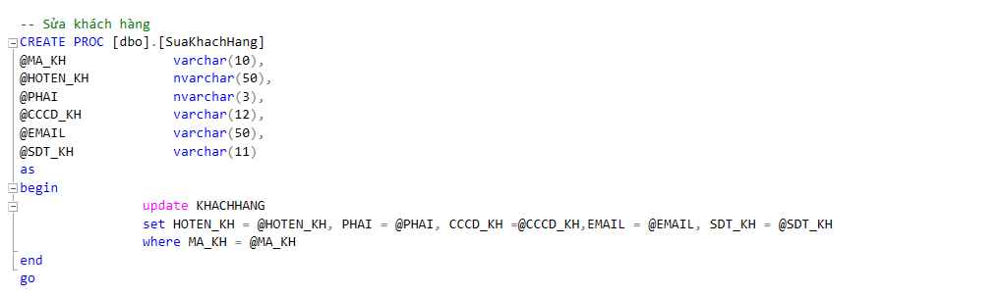 -- Sửa khách hàng
CREATE PROC [dbo].[SuaKhachHang]
@MA_KH varchar(10),
@HOTEN_KH nvarchar(50),
@PHAI nvarchar(3),
@CCCD_KH varchar(12),
@EMAIL varchar(50),
@SDT_KH varchar(11)
as
begin
update KHACHHANG
set HOTEN_KH = @HOTEN_KH, PHAI = @PHAI, CCCD_KH =@CCCD_KH,EMAIL = @EMAIL, SDT_KH = @SDT_KH
where MA_KH = @MA_KH
end
go